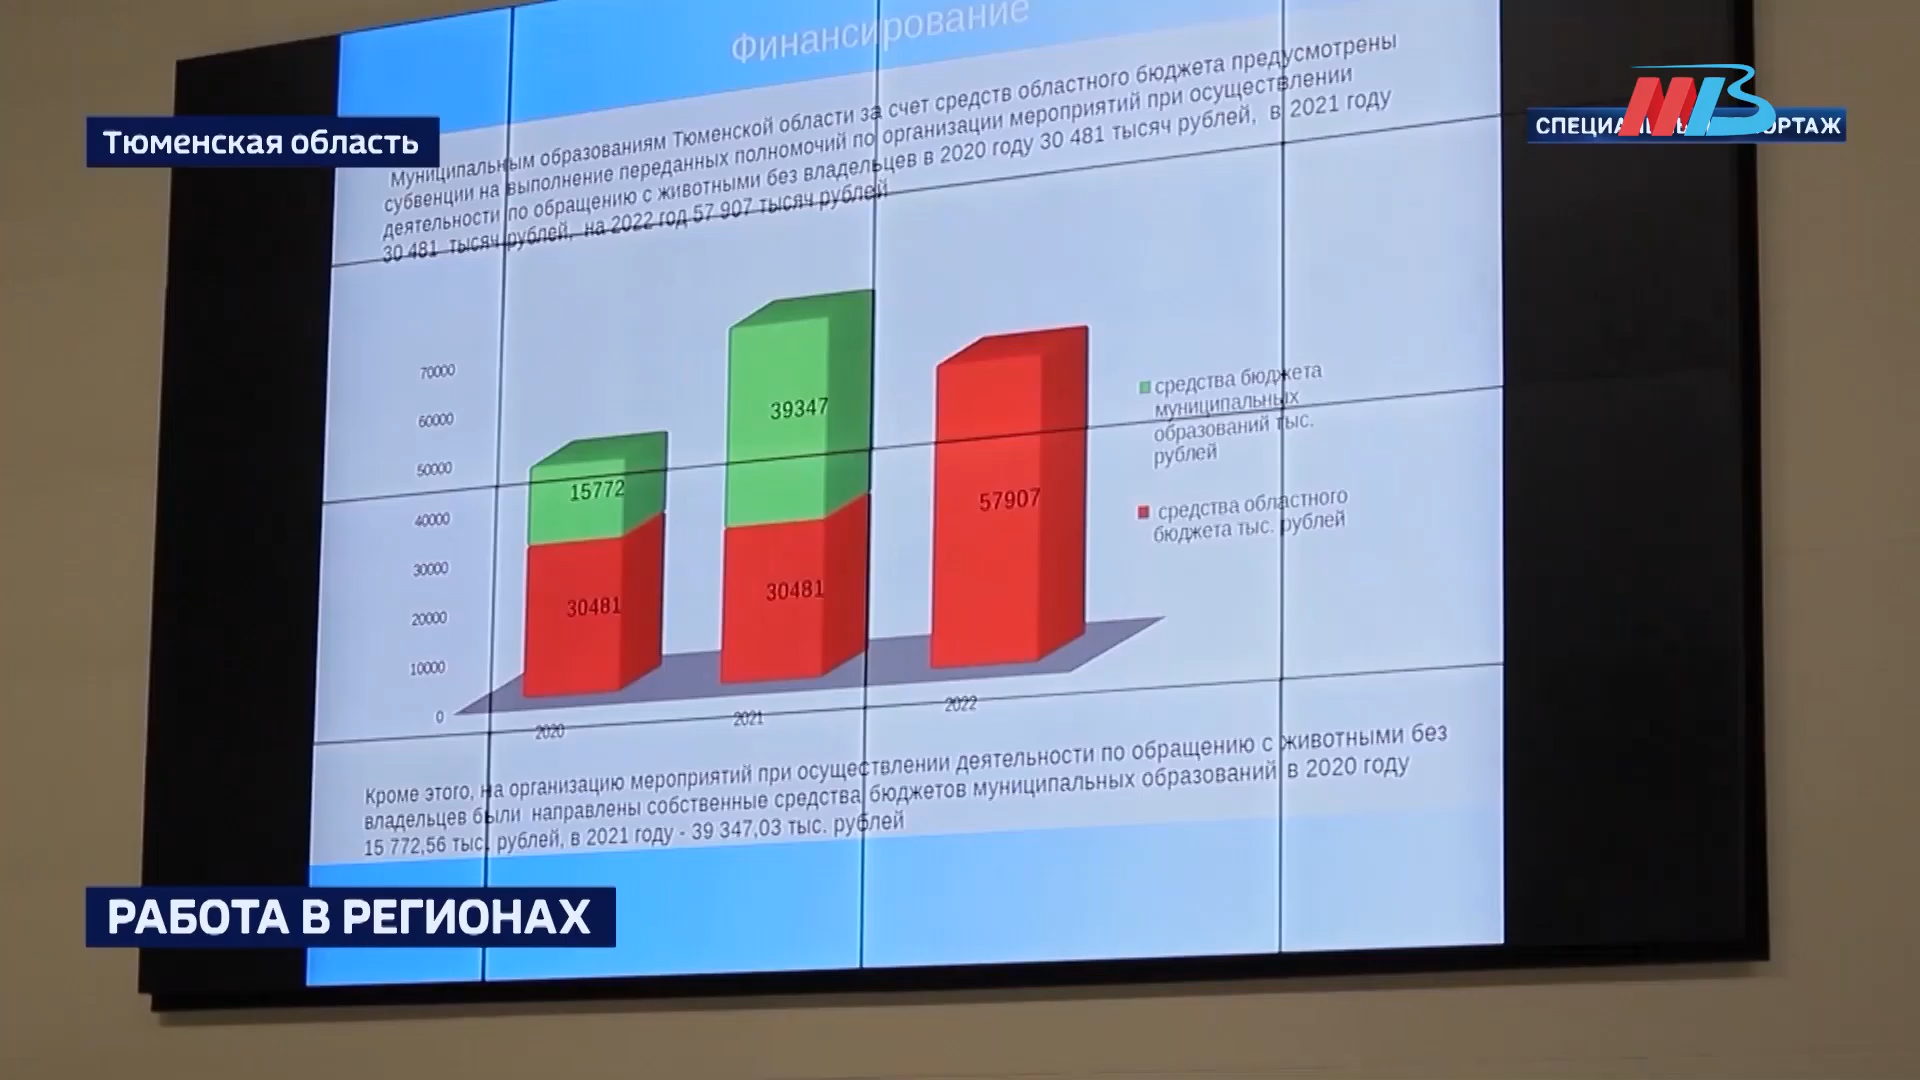 Финансирование
Муниципальным образованиям Тюменской области за счет средств областного бюджета предусмотрены
субвенции на выполнение переданных полномочий по организации мероприятий при осуществлении
деятельности по обращению с животными без владельцев в 2020 году 30 481 тысяч рублей, в 2021 году
30 481 тысяч рублей, на 2022 год 57 907 тысяч рублей
Тюменская область
СПЕЦИА
ОРТАЖ
70000
60000
50000
40000
30000
20000
10000
0
15772
30481
39347
30481
57907
2020
2021
2022
средства бюджета
муниципальных
образований тыс.
рублей
средства областного
бюджета тыс. рублей
Кроме этого, на организацию мероприятий при осуществлении деятельности по обращению с животными без
владельцев были направлены собственные средства бюджетов муниципальных образований в 2020 году
15 772,56 тыс. рублей, в 2021 году - 39 347,03 тыс. рублей
РАБОТА В РЕГИОНАХ